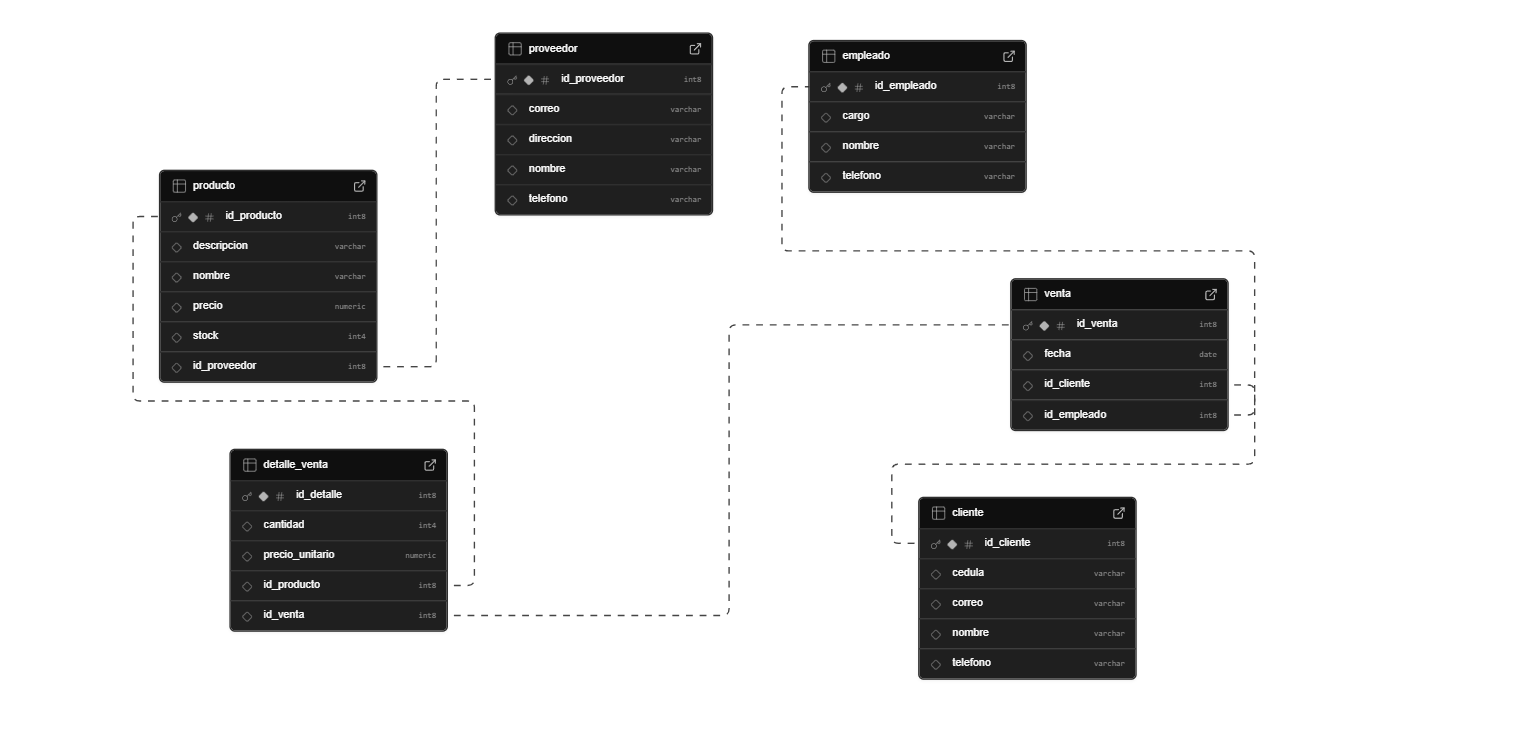 proveedor
id_proveedor int8
correo varchar
direccion varchar
nombre varchar
telefono varchar
empleado
id_empleado int8
cargo varchar
nombre varchar
telefono varchar
producto
id_producto int8
descripcion varchar
nombre varchar
precio numeric
stock int4
id_proveedor int8
venta
id_venta int8
fecha date
id_cliente int8
id_empleado int8
detalle_venta
id_detalle int8
cantidad int4
precio_unitario numeric
id_producto int8
id_venta int8
cliente
id_cliente int8
cedula varchar
correo varchar
nombre varchar
telefono varchar